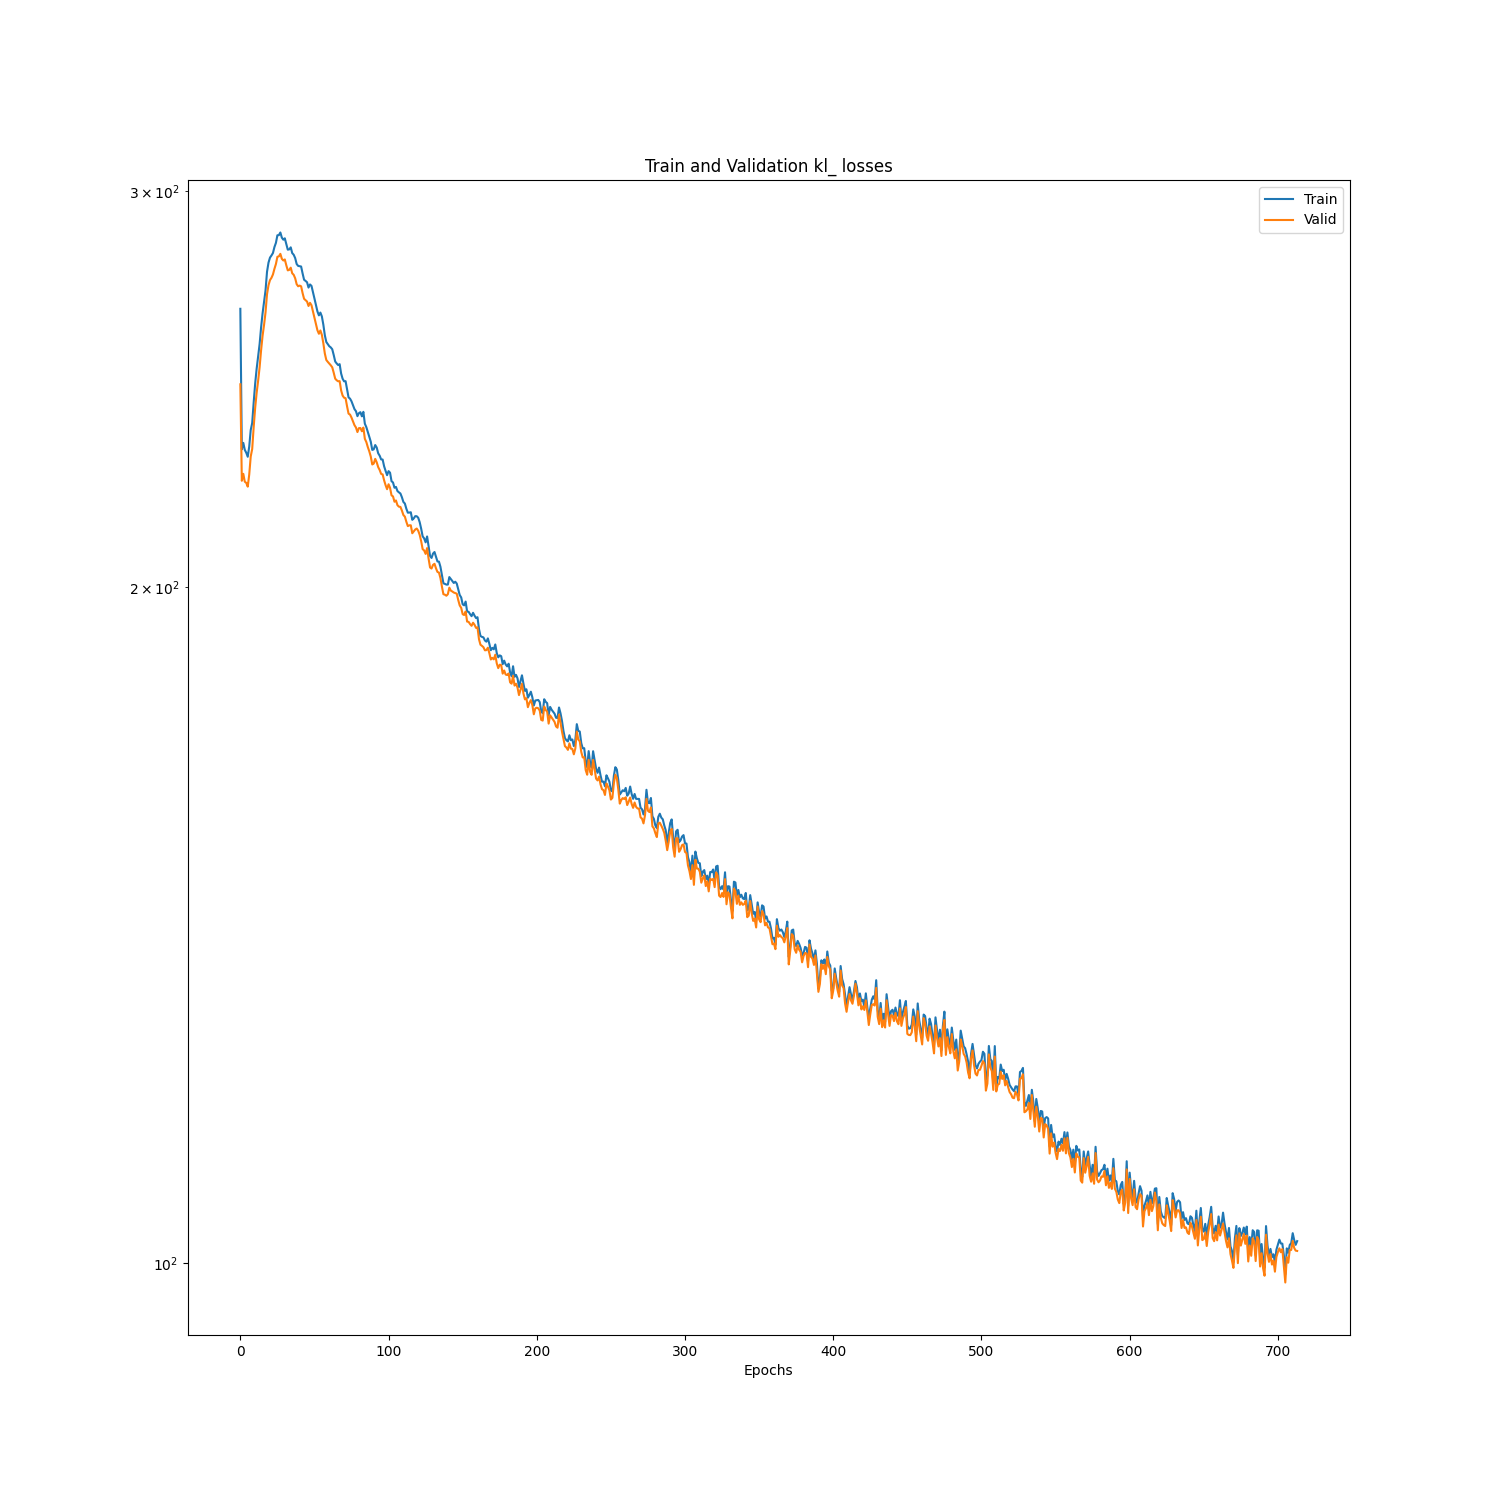 Train and Validation kl_ losses
3 × 10²
Train
Valid
2 × 10²
10²
0 100 200 300 400 500 600 700
Epochs